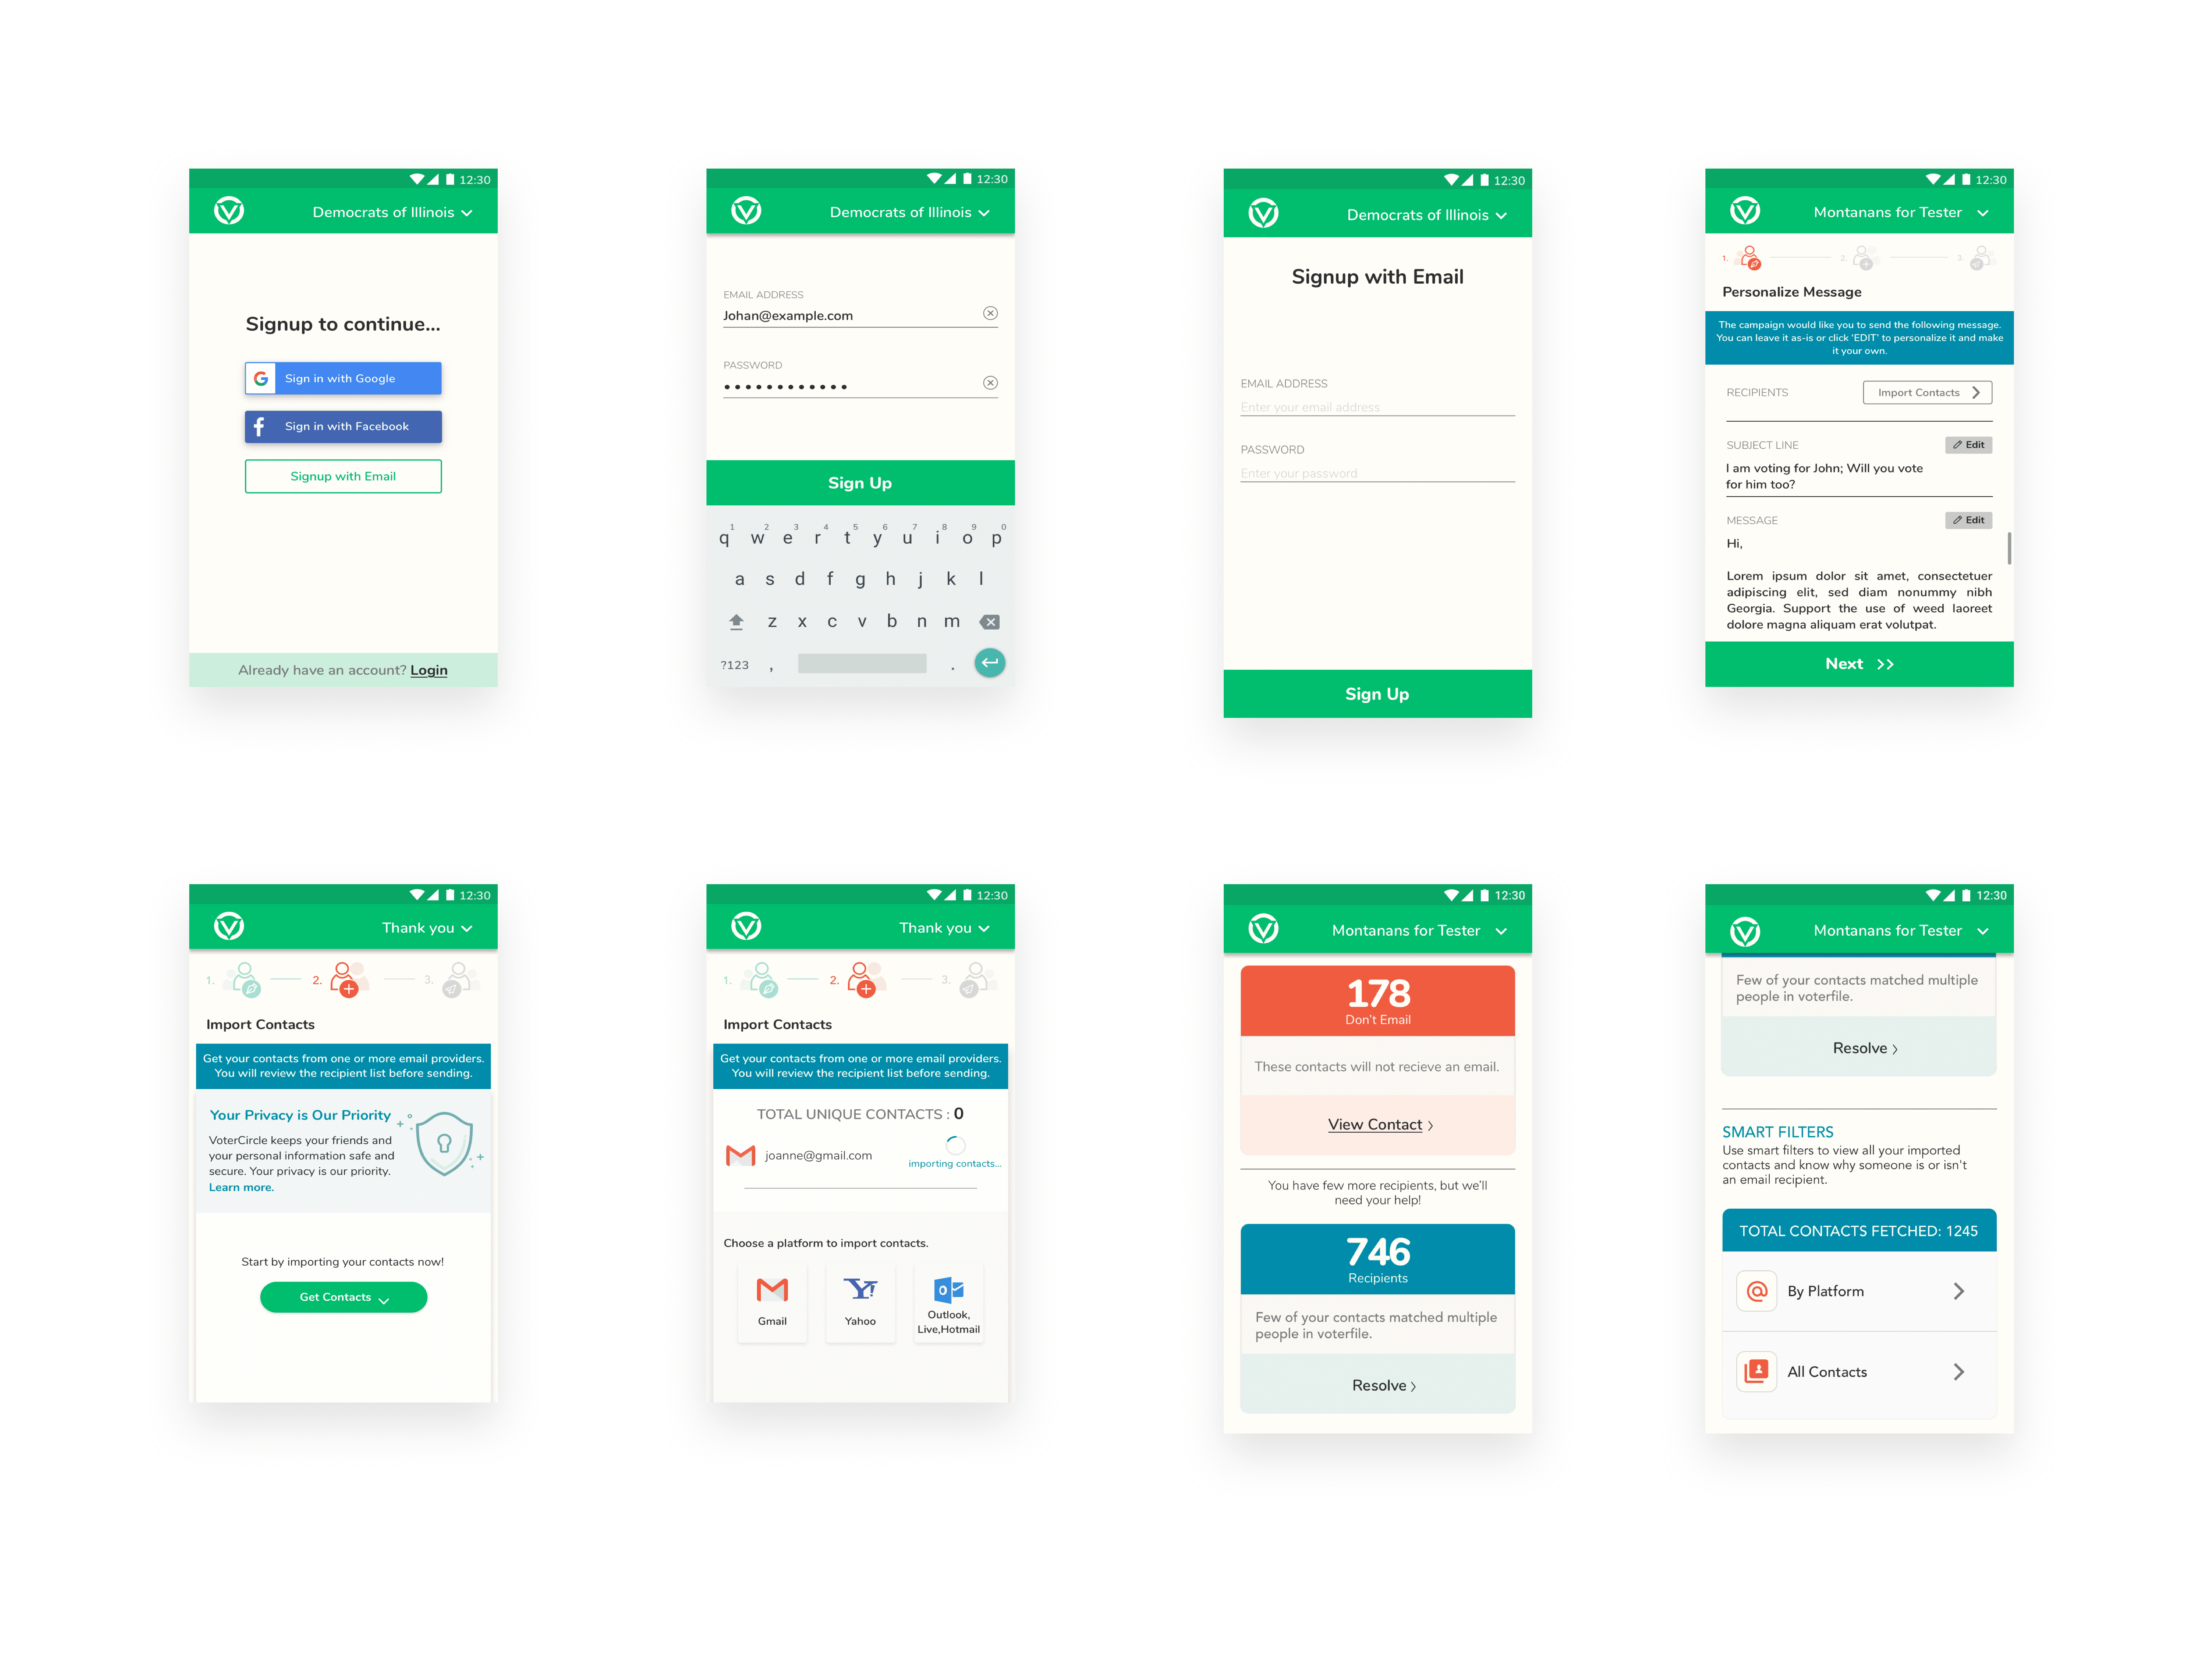 12:30
Democrats of Illinois
Signup to continue...
Sign in with Google
Sign in with Facebook
Signup with Email
Already have an account? Login
12:30
Democrats of Illinois
EMAIL ADDRESS
Johan@example.com
PASSWORD
Sign Up
1 2 3 4 5 6 7 8 9 0
q w e r t y u i o p
a s d f g h j k l
z x c v b n m
?123 , .
12:30
Democrats of Illinois
Signup with Email
EMAIL ADDRESS
Enter your email address
PASSWORD
Enter your password
Sign Up
12:30
Montanans for Tester
1. 2. 3.
Personalize Message
The campaign would like you to send the following message.
You can leave it as-is or click ‘EDIT’ to personalize it and make
it your own.
RECIPIENTS Import Contacts
SUBJECT LINE Edit
I am voting for John; Will you vote
for him too?
MESSAGE Edit
Hi,
Lorem ipsum dolor sit amet, consectetuer
adipiscing elit, sed diam nonummy nibh
Georgia. Support the use of weed laoreet
dolore magna aliquam erat volutpat.
Next
12:30
Thank you
1. 2. 3.
Import Contacts
Get your contacts from one or more email providers.
You will review the recipient list before sending.
Your Privacy is Our Priority
VoterCircle keeps your friends and
your personal information safe and
secure. Your privacy is our priority.
Learn more.
Start by importing your contacts now!
Get Contacts
12:30
Thank you
1. 2. 3.
Import Contacts
Get your contacts from one or more email providers.
You will review the recipient list before sending.
TOTAL UNIQUE CONTACTS : 0
joanne@gmail.com
importing contacts...
Choose a platform to import contacts.
Gmail
Yahoo
Outlook,
Live,Hotmail
12:30
Montanans for Tester
178
Don't Email
These contacts will not recieve an email.
View Contact
You have few more recipients, but we'll
need your help!
746
Recipients
Few of your contacts matched multiple
people in voterfile.
Resolve
12:30
Montanans for Tester
Few of your contacts matched multiple
people in voterfile.
Resolve
SMART FILTERS
Use smart filters to view all your imported
contacts and know why someone is or isn't
an email recipient.
TOTAL CONTACTS FETCHED: 1245
By Platform
All Contacts